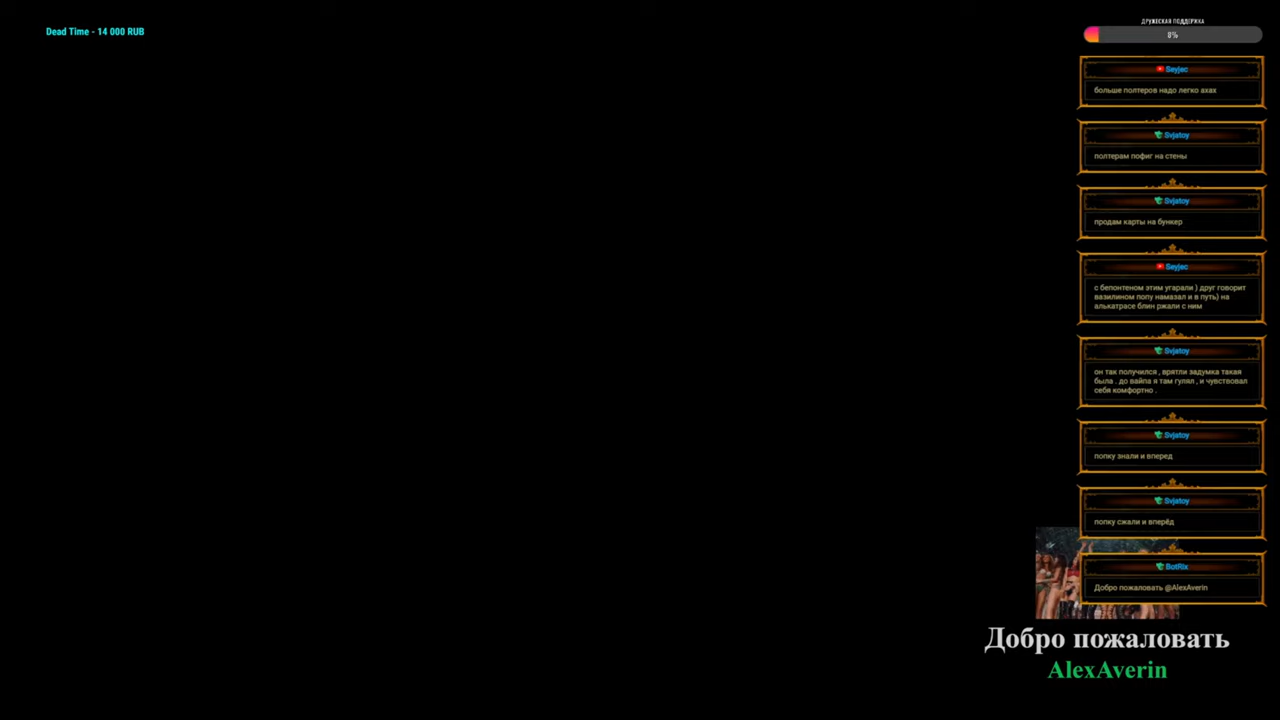 Dead Time - 14 000 RUB
ДРУЖЕСКАЯ ПОДДЕРЖКА
8%
Seyjec
больше полтеров надо легко ахах
Svjatoy
полтерам пофиг на стены
Svjatoy
продам карты на бункер
Seyjec
с бепонтеном этим угарали ) друг говорит
вазилином попу намазал и в путь) на
алькатрасе блин ржали с ним
Svjatoy
он так получился , врятли задумка такая
была . до вайпа я там гулял , и чувствовал
себя комфортно .
Svjatoy
попку знали и вперед
Svjatoy
попку сжали и вперёд
BotRix
Добро пожаловать @AlexAverin
Добро пожаловать
AlexAverin